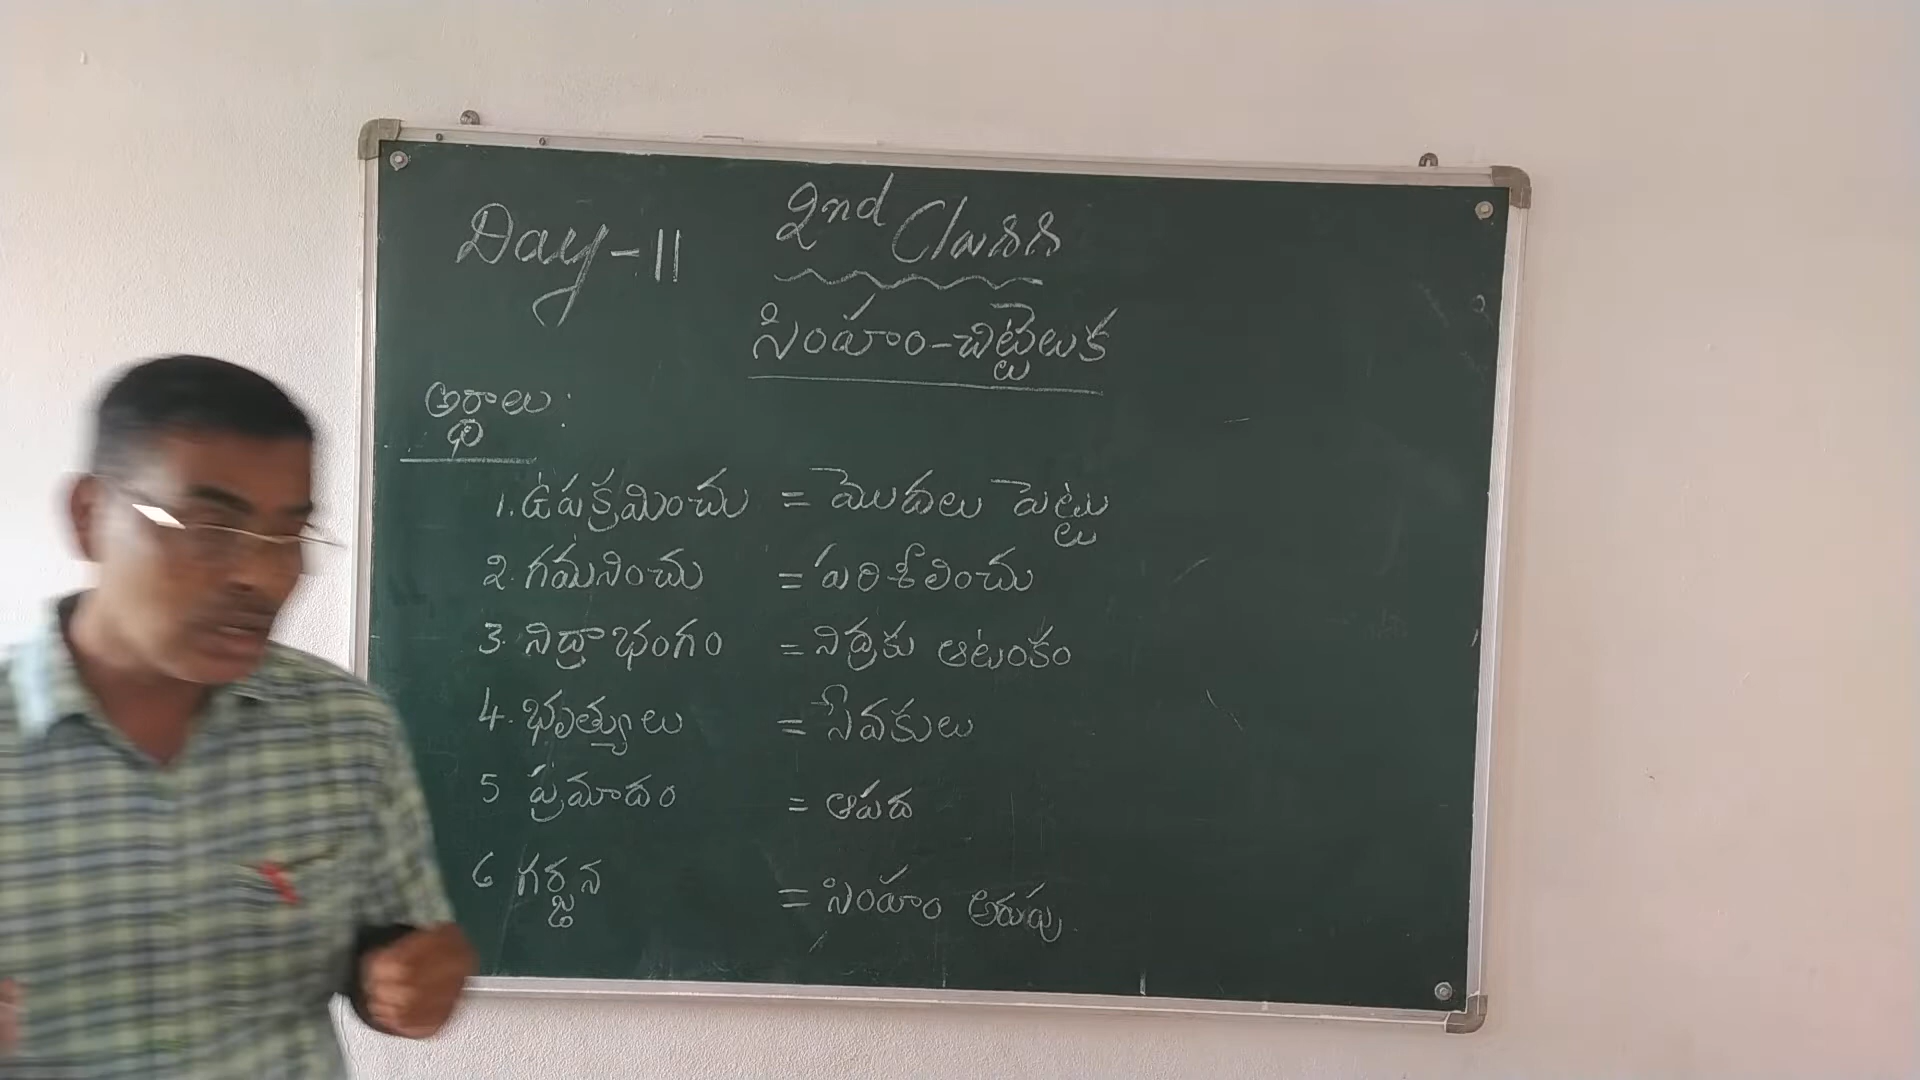 Day-11 2nd Class
సింహం-చిట్టెలుక
అర్థాలు:
1. ఉపక్రమించు = మొదలు పెట్టు
2. గమనించు = పరిశీలించు
3. నిద్రాభంగం = నిద్రకు ఆటంకం
4. భృత్యులు = సేవకులు
5 ప్రమాదం = ఆపద
6 గర్జన = సింహం అరుపు